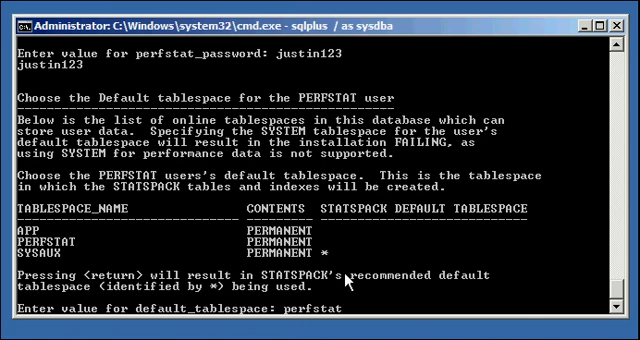 Administrator: C:\Windows\system32\cmd.exe - sqlplus / as sysdba
Enter value for perfstat_password: justin123
justin123
Choose the Default tablespace for the PERFSTAT user
Below is the list of online tablespaces in this database which can
store user data.  Specifying the SYSTEM tablespace for the user's
default tablespace will result in the installation FAILING, as
using SYSTEM for performance data is not supported.
Choose the PERFSTAT users's default tablespace.  This is the tablespace
in which the STATSPACK tables and indexes will be created.
TABLESPACE_NAME CONTENTS STATSPACK DEFAULT TABLESPACE
APP PERMANENT
PERFSTAT PERMANENT
SYSAUX PERMANENT *
Pressing <return> will result in STATSPACK's recommended default
tablespace (identified by *) being used.
Enter value for default_tablespace: perfstat